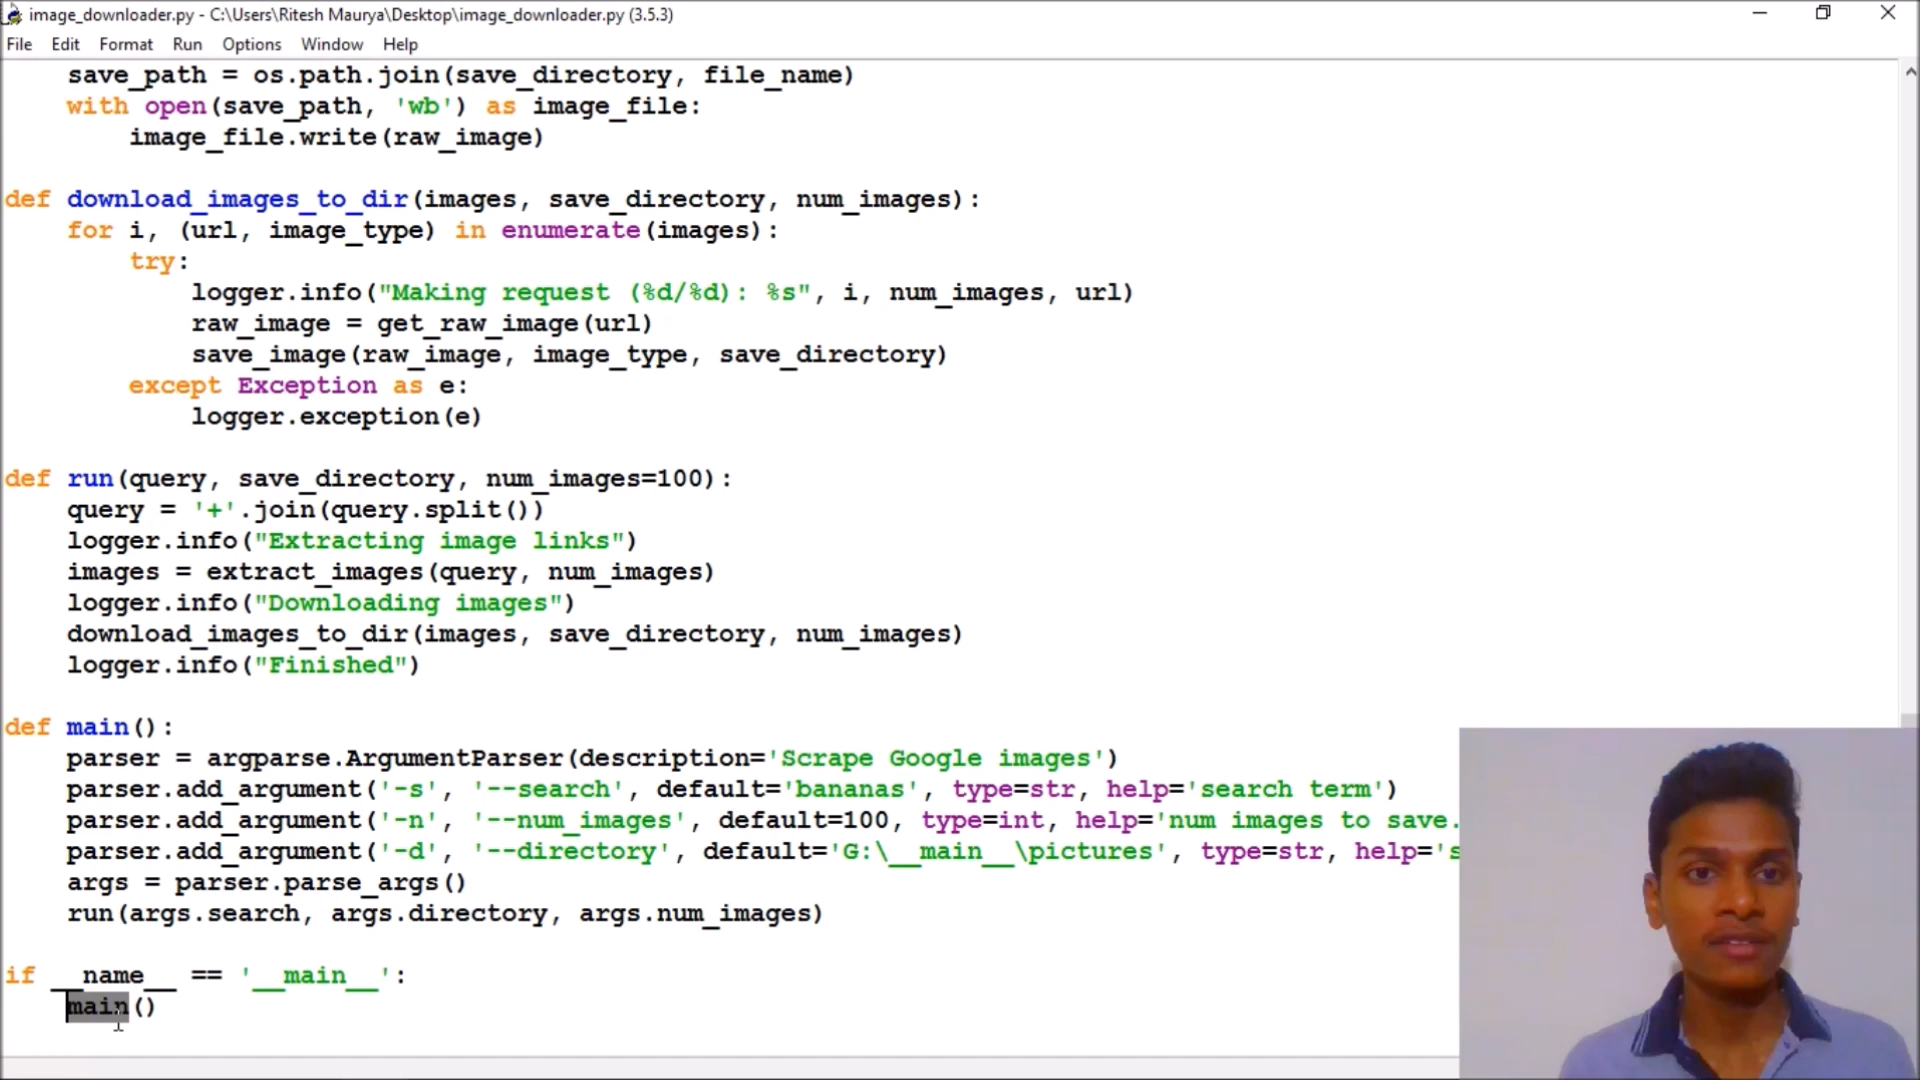 image_downloader.py - C:\Users\Ritesh Maurya\Desktop\image_downloader.py (3.5.3)
File Edit Format Run Options Window Help
save_path = os.path.join(save_directory, file_name)
with open(save_path, 'wb') as image_file:
image_file.write(raw_image)
def download_images_to_dir(images, save_directory, num_images):
for i, (url, image_type) in enumerate(images):
try:
logger.info("Making request (%d/%d): %s", i, num_images, url)
raw_image = get_raw_image(url)
save_image(raw_image, image_type, save_directory)
except Exception as e:
logger.exception(e)
def run(query, save_directory, num_images=100):
query = '+'.join(query.split())
logger.info("Extracting image links")
images = extract_images(query, num_images)
logger.info("Downloading images")
download_images_to_dir(images, save_directory, num_images)
logger.info("Finished")
def main():
parser = argparse.ArgumentParser(description='Scrape Google images')
parser.add_argument('-s', '--search', default='bananas', type=str, help='search term')
parser.add_argument('-n', '--num_images', default=100, type=int, help='num images to save.
parser.add_argument('-d', '--directory', default='G:\__main__\pictures', type=str, help='s
args = parser.parse_args()
run(args.search, args.directory, args.num_images)
if __name__ == '__main__':
main()